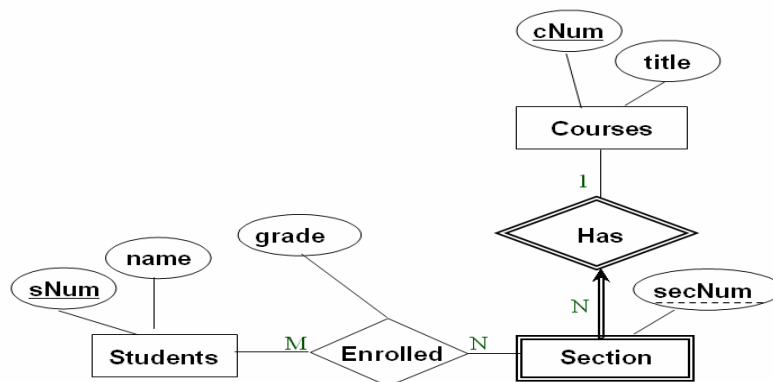 cNum
title
Courses
1
Has
grade
name
sNum
secNum
N
Students
M
Enrolled
N
Section